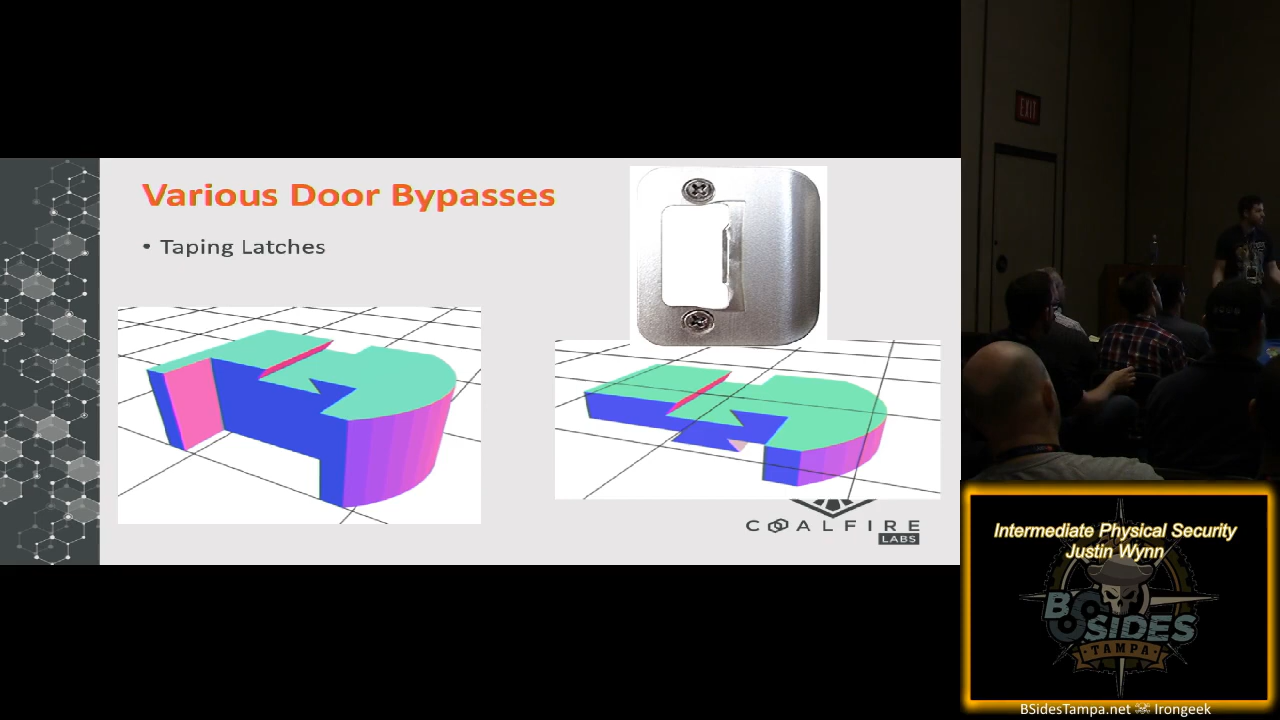 Various Door Bypasses
• Taping Latches
COALFIRE
LABS
EXIT
Intermediate Physical Security
Justin Wynn
BSIDES
TAMPA
BSidesTampa.net Irongeek